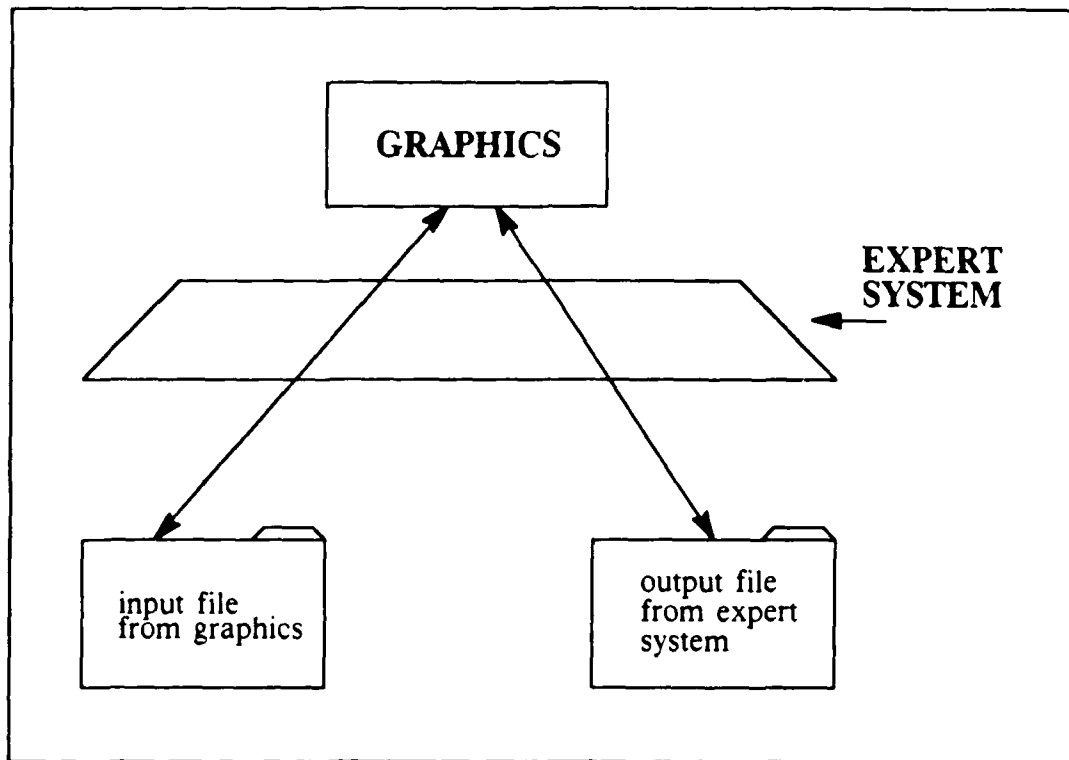 GRAPHICS
EXPERT
SYSTEM
input file
from graphics
output file
from expert
system